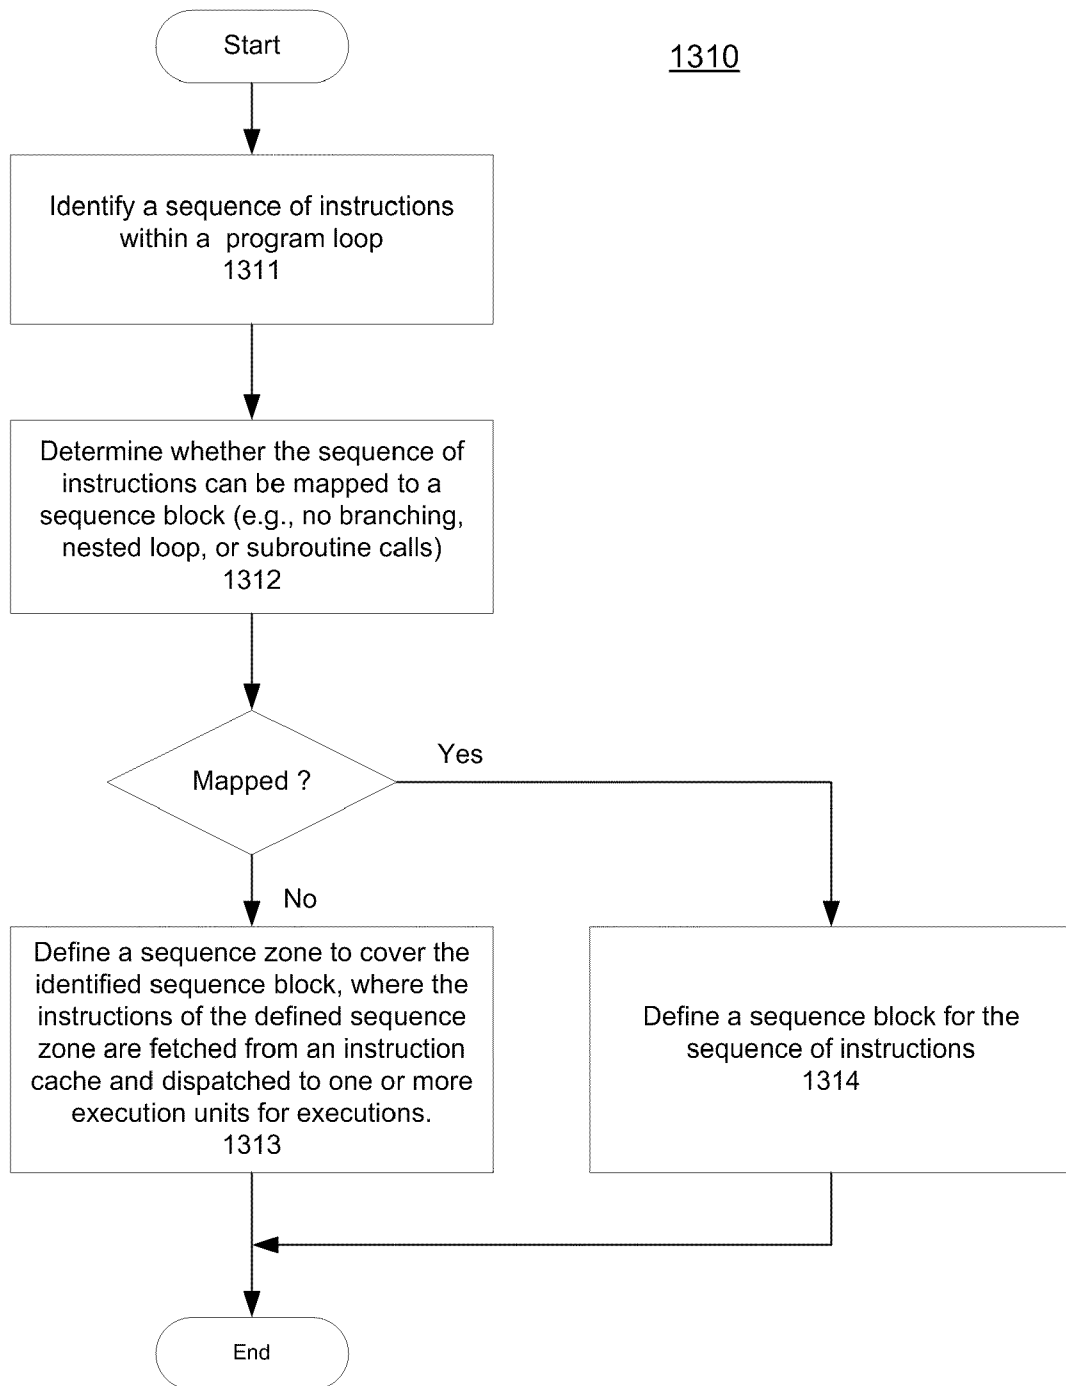 Start
1310
Identify a sequence of instructions
within a program loop
1311
Determine whether the sequence of
instructions can be mapped to a
sequence block (e.g., no branching,
nested loop, or subroutine calls)
1312
Mapped ?
Yes
No
Define a sequence zone to cover the
identified sequence block, where the
instructions of the defined sequence
zone are fetched from an instruction
cache and dispatched to one or more
execution units for executions.
1313
Define a sequence block for the
sequence of instructions
1314
End